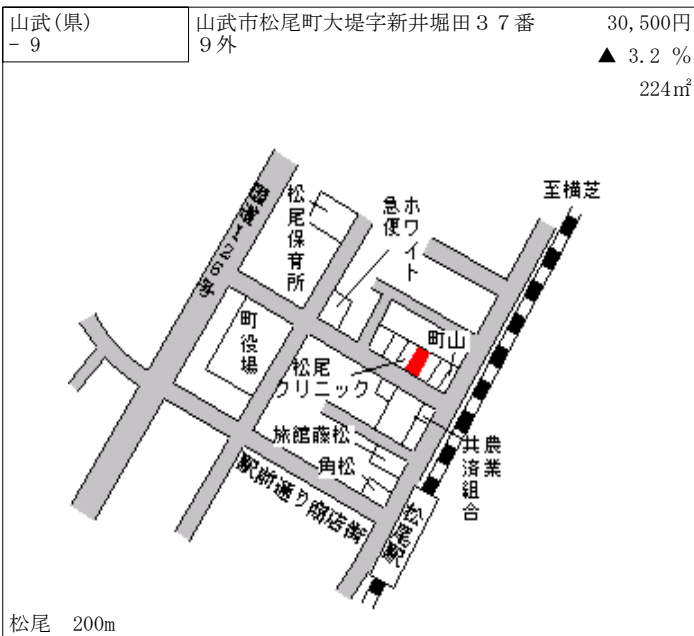 山武(県)
- 9
山武市松尾町大堤字新井堀田３７番
９外
30,500円
▲ 3.2 %
224㎡
至横芝
国道126号
松尾保育所
ホワイト
急便
町役場
町山
松尾
クリニック
旅館藤松
角松
農業
共済組合
駅前通り商店街
松尾駅
松尾　200m